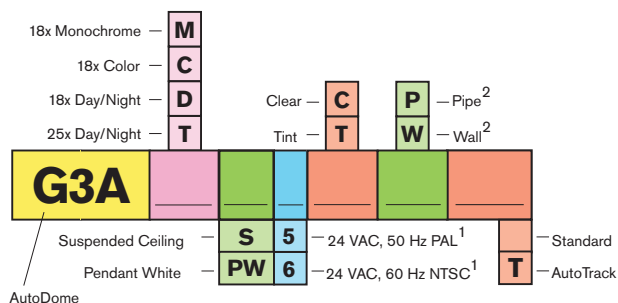 18x Monochrome M
18x Color C
18x Day/Night D
25x Day/Night T
Clear C
Tint T
P Pipe2
W Wall2
G3A
Suspended Ceiling S 5 24 VAC, 50 Hz PAL1
Pendant White PW 6 24 VAC, 60 Hz NTSC1
Standard
T AutoTrack
AutoDome